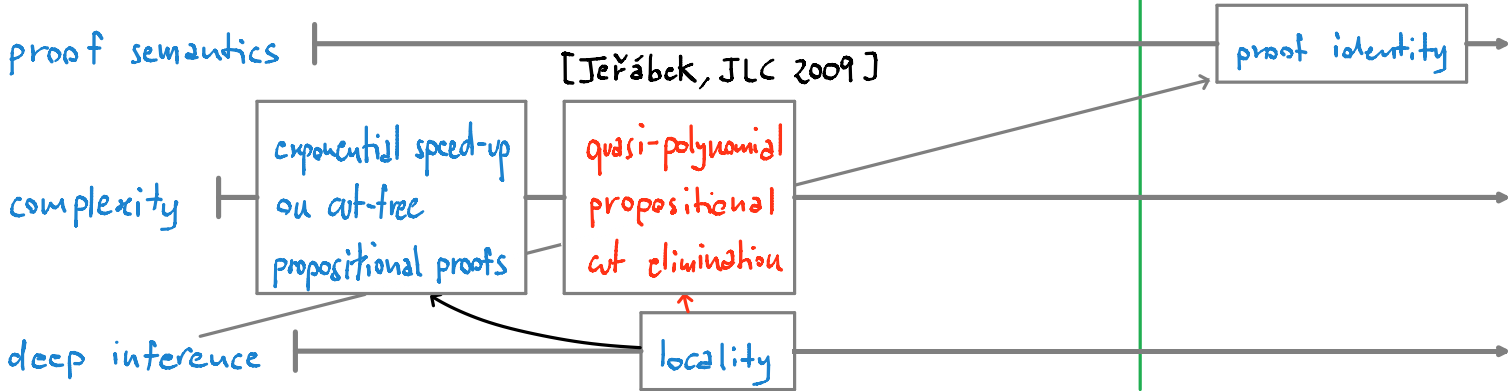 proof semantics
proof identity
[Jeřábek, JLC 2009]
complexity
exponential speed-up
on cut-free
propositional proofs
quasi-polynomial
propositional
cut elimination
deep inference
locality